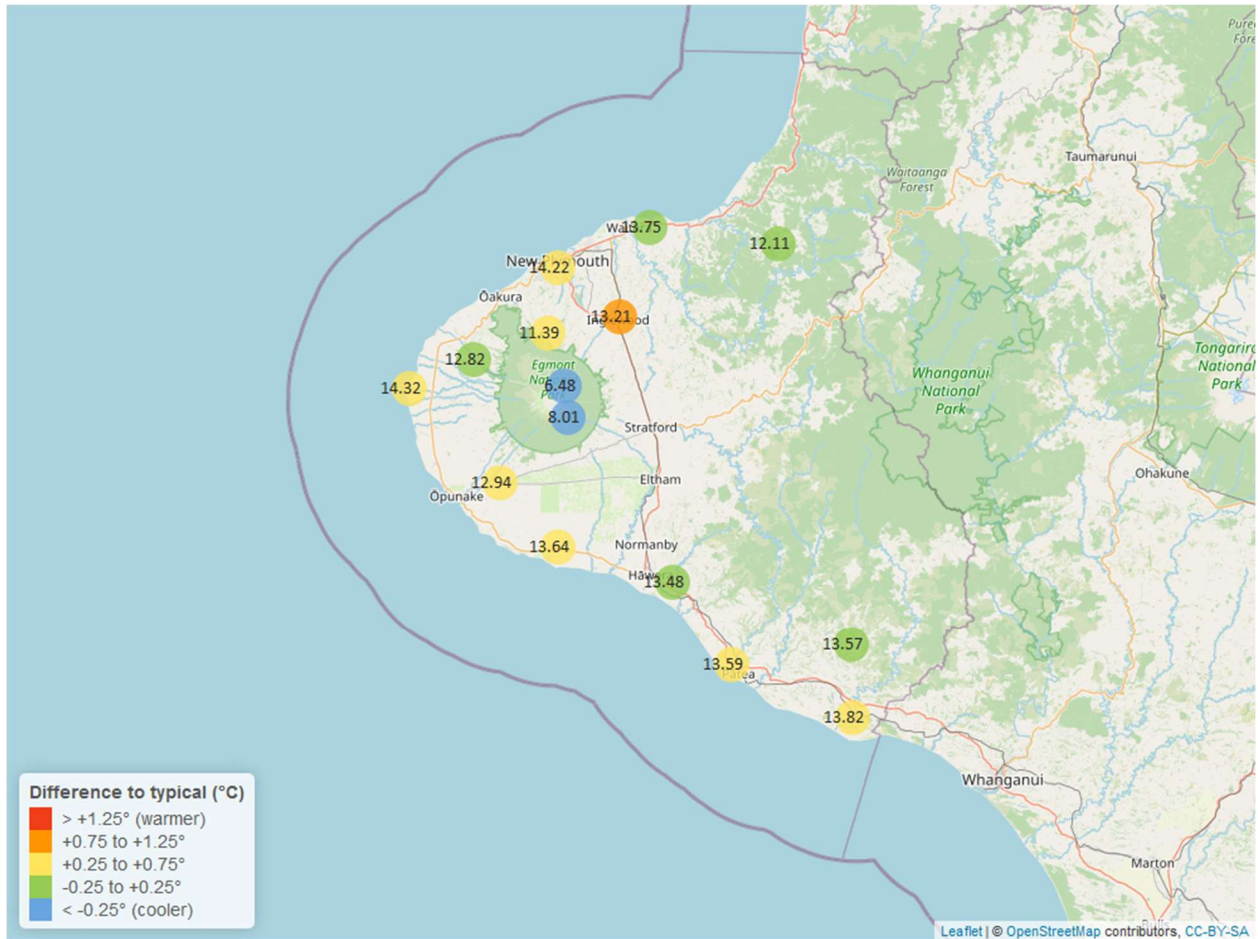 Taumarunui
Waitaanga
Forest
13.75
12.11
14.22
Ōakura
13.21
11.39
12.82
Egmont
14.32
6.48
8.01
Whanganui
National
Park
Tongariro
National
Park
Stratford
Ohakune
12.94
Eltham
Ōpunake
13.64
Normanby
13.48
13.57
13.59
Patea
13.82
Whanganui
Marton
Difference to typical (°C)
> +1.25° (warmer)
+0.75 to +1.25°
+0.25 to +0.75°
-0.25 to +0.25°
< -0.25° (cooler)
Leaflet | © OpenStreetMap contributors, CC-BY-SA